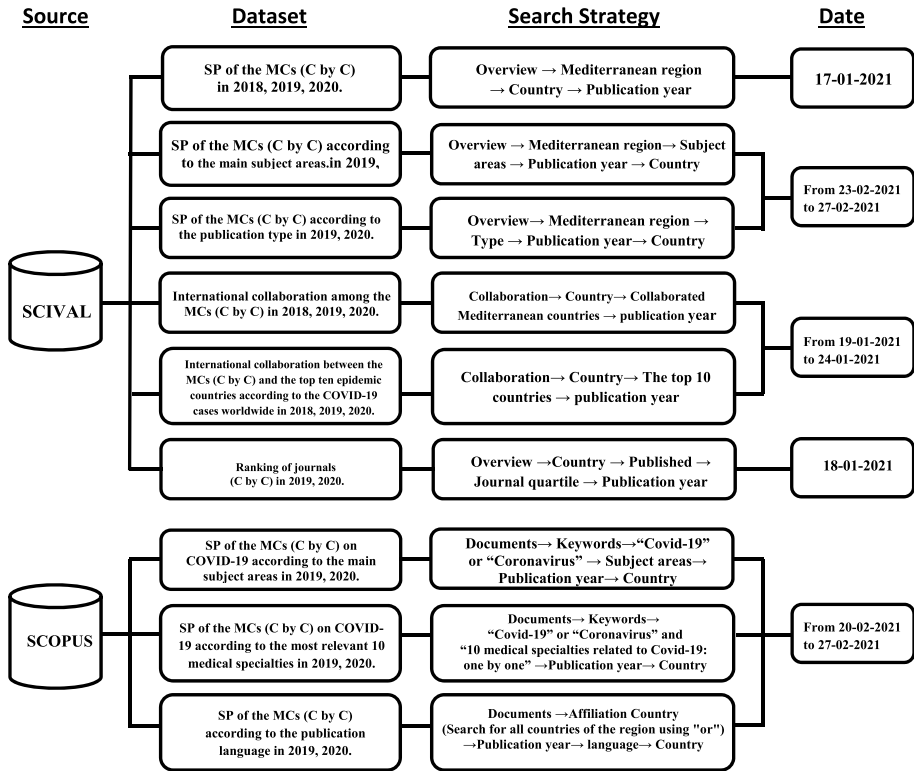 Source Dataset Search Strategy Date
SP of the MCs (C by C)
in 2018, 2019, 2020.
Overview → Mediterranean region
→ Country → Publication year
17-01-2021
SP of the MCs (C by C) according
to the main subject areas.in 2019,
Overview → Mediterranean region→ Subject
areas → Publication year → Country
SP of the MCs (C by C) according to
the publication type in 2019, 2020.
Overview→ Mediterranean region →
Type → Publication year→ Country
From 23-02-2021
to 27-02-2021
SCIVAL
International collaboration among the
MCs (C by C) in 2018, 2019, 2020.
Collaboration→ Country→ Collaborated
Mediterranean countries → publication year
International collaboration between the
MCs (C by C) and the top ten epidemic
countries according to the COVID-19
cases worldwide in 2018, 2019, 2020.
Collaboration→ Country→ The top 10
countries → publication year
From 19-01-2021
to 24-01-2021
Ranking of journals
(C by C) in 2019, 2020.
Overview →Country → Published →
Journal quartile → Publication year
18-01-2021
SP of the MCs (C by C) on
COVID-19 according to the main
subject areas in 2019, 2020.
Documents→ Keywords→“Covid-19”
or “Coronavirus” → Subject areas→
Publication year→ Country
SCOPUS
SP of the MCs (C by C) on COVID-
19 according to the most relevant 10
medical specialties in 2019, 2020.
Documents→ Keywords→
“Covid-19” or “Coronavirus” and
“10 medical specialties related to Covid-19:
one by one” →Publication year→ Country
From 20-02-2021
to 27-02-2021
SP of the MCs (C by C)
according to the publication
language in 2019, 2020.
Documents →Affiliation Country
(Search for all countries of the region using "or")
→Publication year→ language→ Country